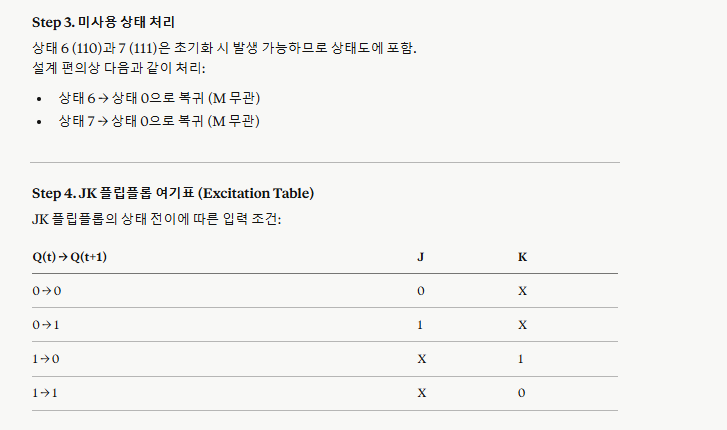 Step 3. 미사용 상태 처리
상태 6 (110)과 7 (111)은 초기화 시 발생 가능하므로 상태도에 포함.
설계 편의상 다음과 같이 처리:
• 상태 6 → 상태 0으로 복귀 (M 무관)
• 상태 7 → 상태 0으로 복귀 (M 무관)
Step 4. JK 플립플롭 여기표 (Excitation Table)
JK 플립플롭의 상태 전이에 따른 입력 조건:
Q(t) → Q(t+1) J K
0 → 0 0 X
0 → 1 1 X
1 → 0 X 1
1 → 1 X 0